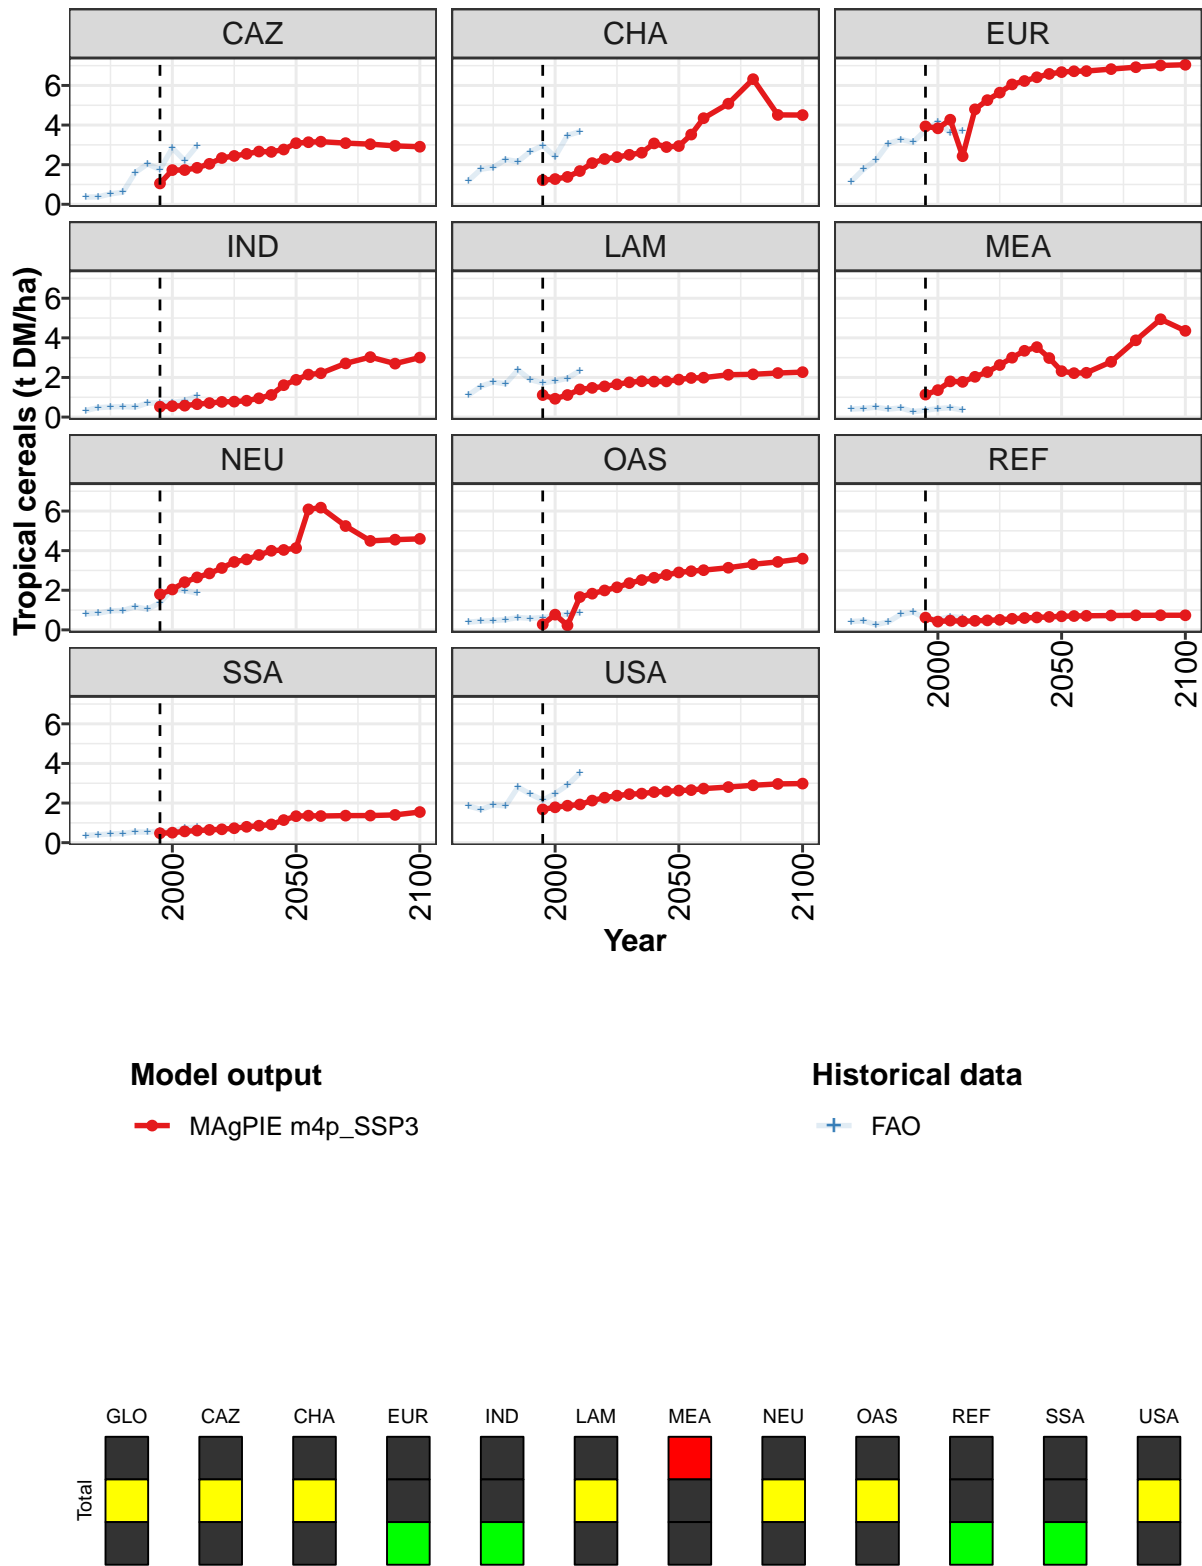 CAZ CHA EUR
6
4
2
0
IND LAM MEA
6
4
2
0
Tropical cereals (t DM/ha)
NEU OAS REF
6
4
2
0
2000 2050 2100
SSA USA
6
4
2
0
2000 2050 2100 2000 2050 2100
Year
Model output Historical data
MAgPIE m4p_SSP3 FAO
GLO CAZ CHA EUR IND LAM MEA NEU OAS REF SSA USA
Total